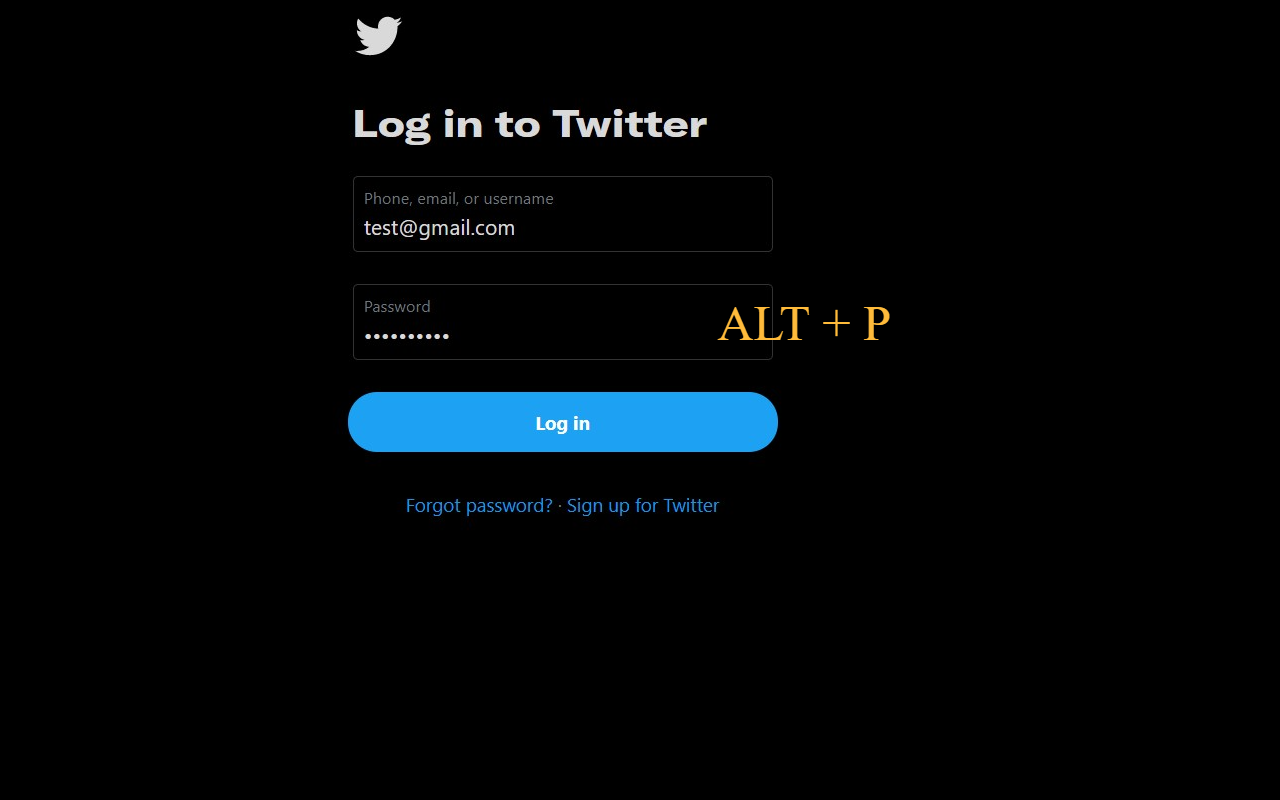 Log in to Twitter
Phone, email, or username
test@gmail.com
Password
••••••••••
ALT + P
Log in
Forgot password? · Sign up for Twitter